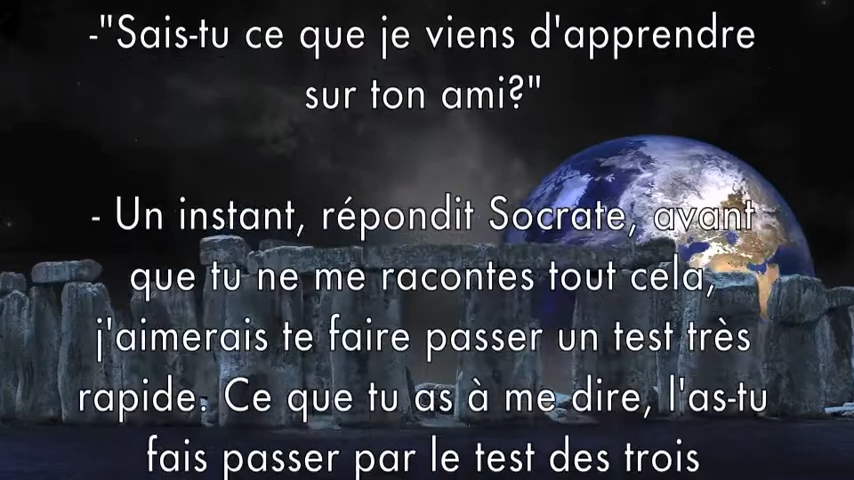 -"Sais-tu ce que je viens d'apprendre
sur ton ami?"
- Un instant, répondit Socrate, avant
que tu ne me racontes tout cela,
j'aimerais te faire passer un test très
rapide. Ce que tu as à me dire, l'as-tu
fais passer par le test des trois